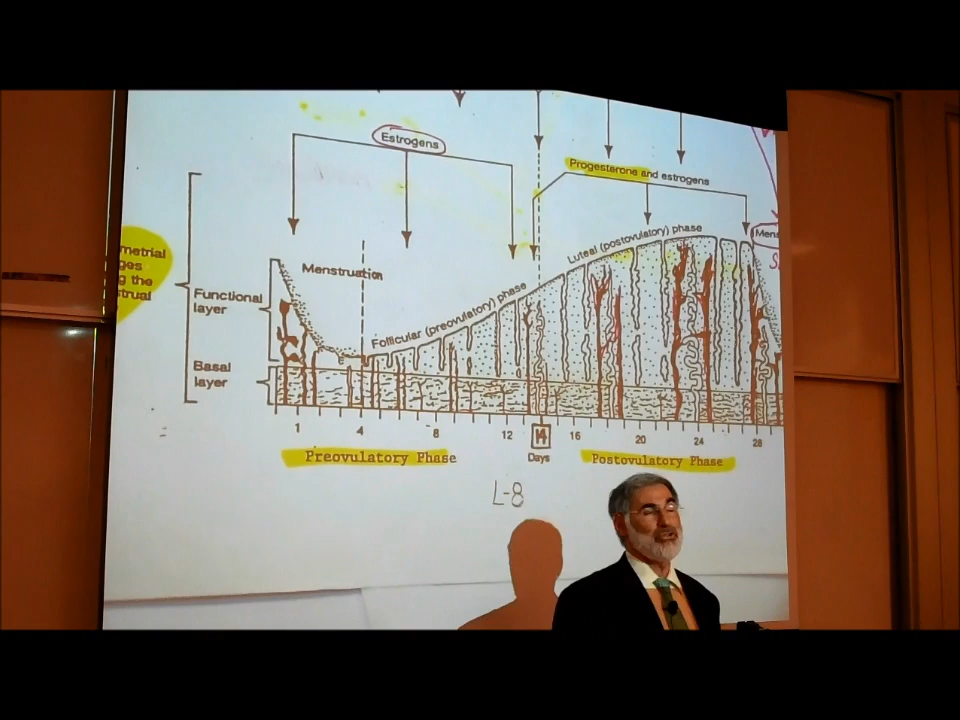 Estrogens
Progesterone and estrogens
Luteal (postovulatory) phase
Menstruation
Follicular (preovulatory) phase
Functional
layer
Basal
layer
1 4 8 12 14 16 20 24 28
Days
Preovulatory Phase
Postovulatory Phase
L-8